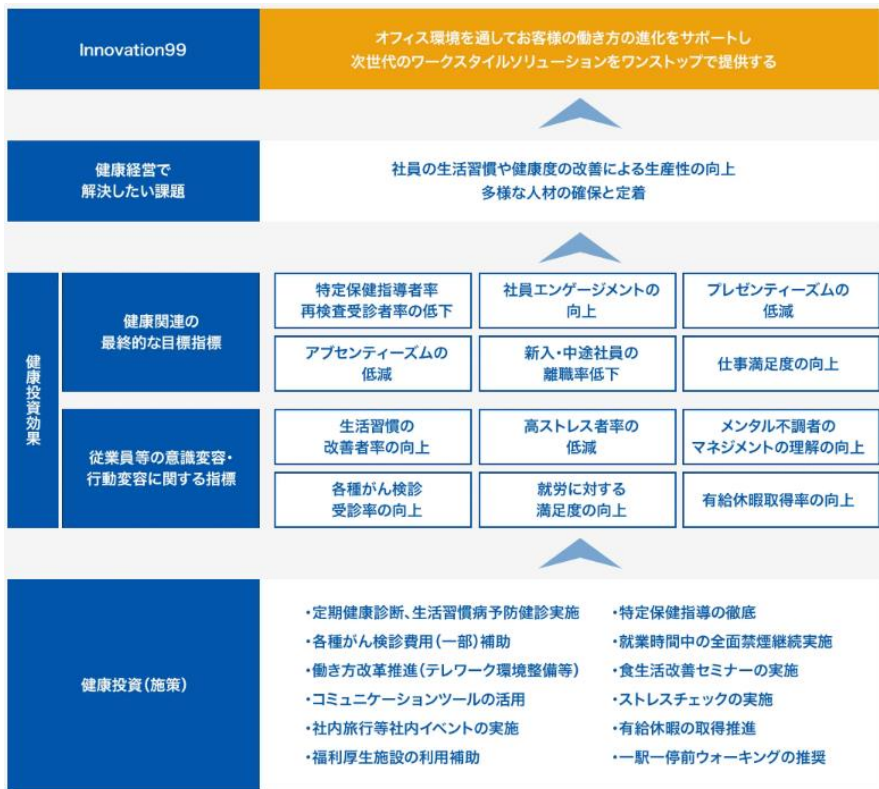 Innovation99
オフィス環境を通してお客様の働き方の進化をサポートし
次世代のワークスタイルソリューションをワンストップで提供する
健康経営で
解決したい課題
社員の生活習慣や健康度の改善による生産性の向上
多様な人材の確保と定着
健康投資効果
健康関連の
最終的な目標指標
特定保健指導者率
再検査受診者率の低下
社員エンゲージメントの
向上
プレゼンティーズムの
低減
アブセンティーズムの
低減
新入・中途社員の
離職率低下
仕事満足度の向上
従業員等の意識変容・
行動変容に関する指標
生活習慣の
改善者率の向上
高ストレス者率の
低減
メンタル不調者の
マネジメントの理解の向上
各種がん検診
受診率の向上
就労に対する
満足度の向上
有給休暇取得率の向上
健康投資(施策)
・定期健康診断、生活習慣病予防健診実施
・各種がん検診費用(一部)補助
・働き方改革推進(テレワーク環境整備等)
・コミュニケーションツールの活用
・社内旅行等社内イベントの実施
・福利厚生施設の利用補助
・特定保健指導の徹底
・就業時間中の全面禁煙継続実施
・食生活改善セミナーの実施
・ストレスチェックの実施
・有給休暇の取得推進
・一駅一停前ウォーキングの推奨